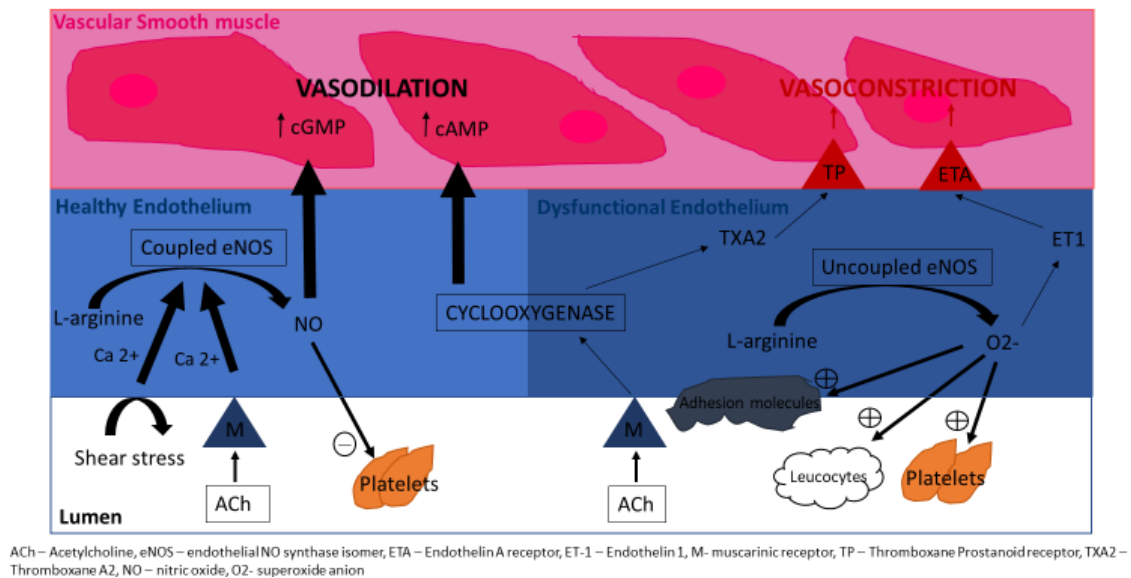 Vascular Smooth muscle
VASODILATION
VASOCONSTRICTION
↑ cGMP
↑ cAMP
↑
↑
TP
ETA
Healthy Endothelium
Dysfunctional Endothelium
Coupled eNOS
TXA2
ET1
Uncoupled eNOS
L-arginine
NO
CYCLOOXYGENASE
L-arginine
O2-
Ca 2+
Ca 2+
Adhesion molecules
+
M
M
Shear stress
−
+
+
Platelets
Leucocytes
Platelets
ACh
ACh
Lumen
ACh – Acetylcholine, eNOS – endothelial NO synthase isomer, ETA – Endothelin A receptor, ET-1 – Endothelin 1, M- muscarinic receptor, TP – Thromboxane Prostanoid receptor, TXA2 –
Thromboxane A2, NO – nitric oxide, O2- superoxide anion